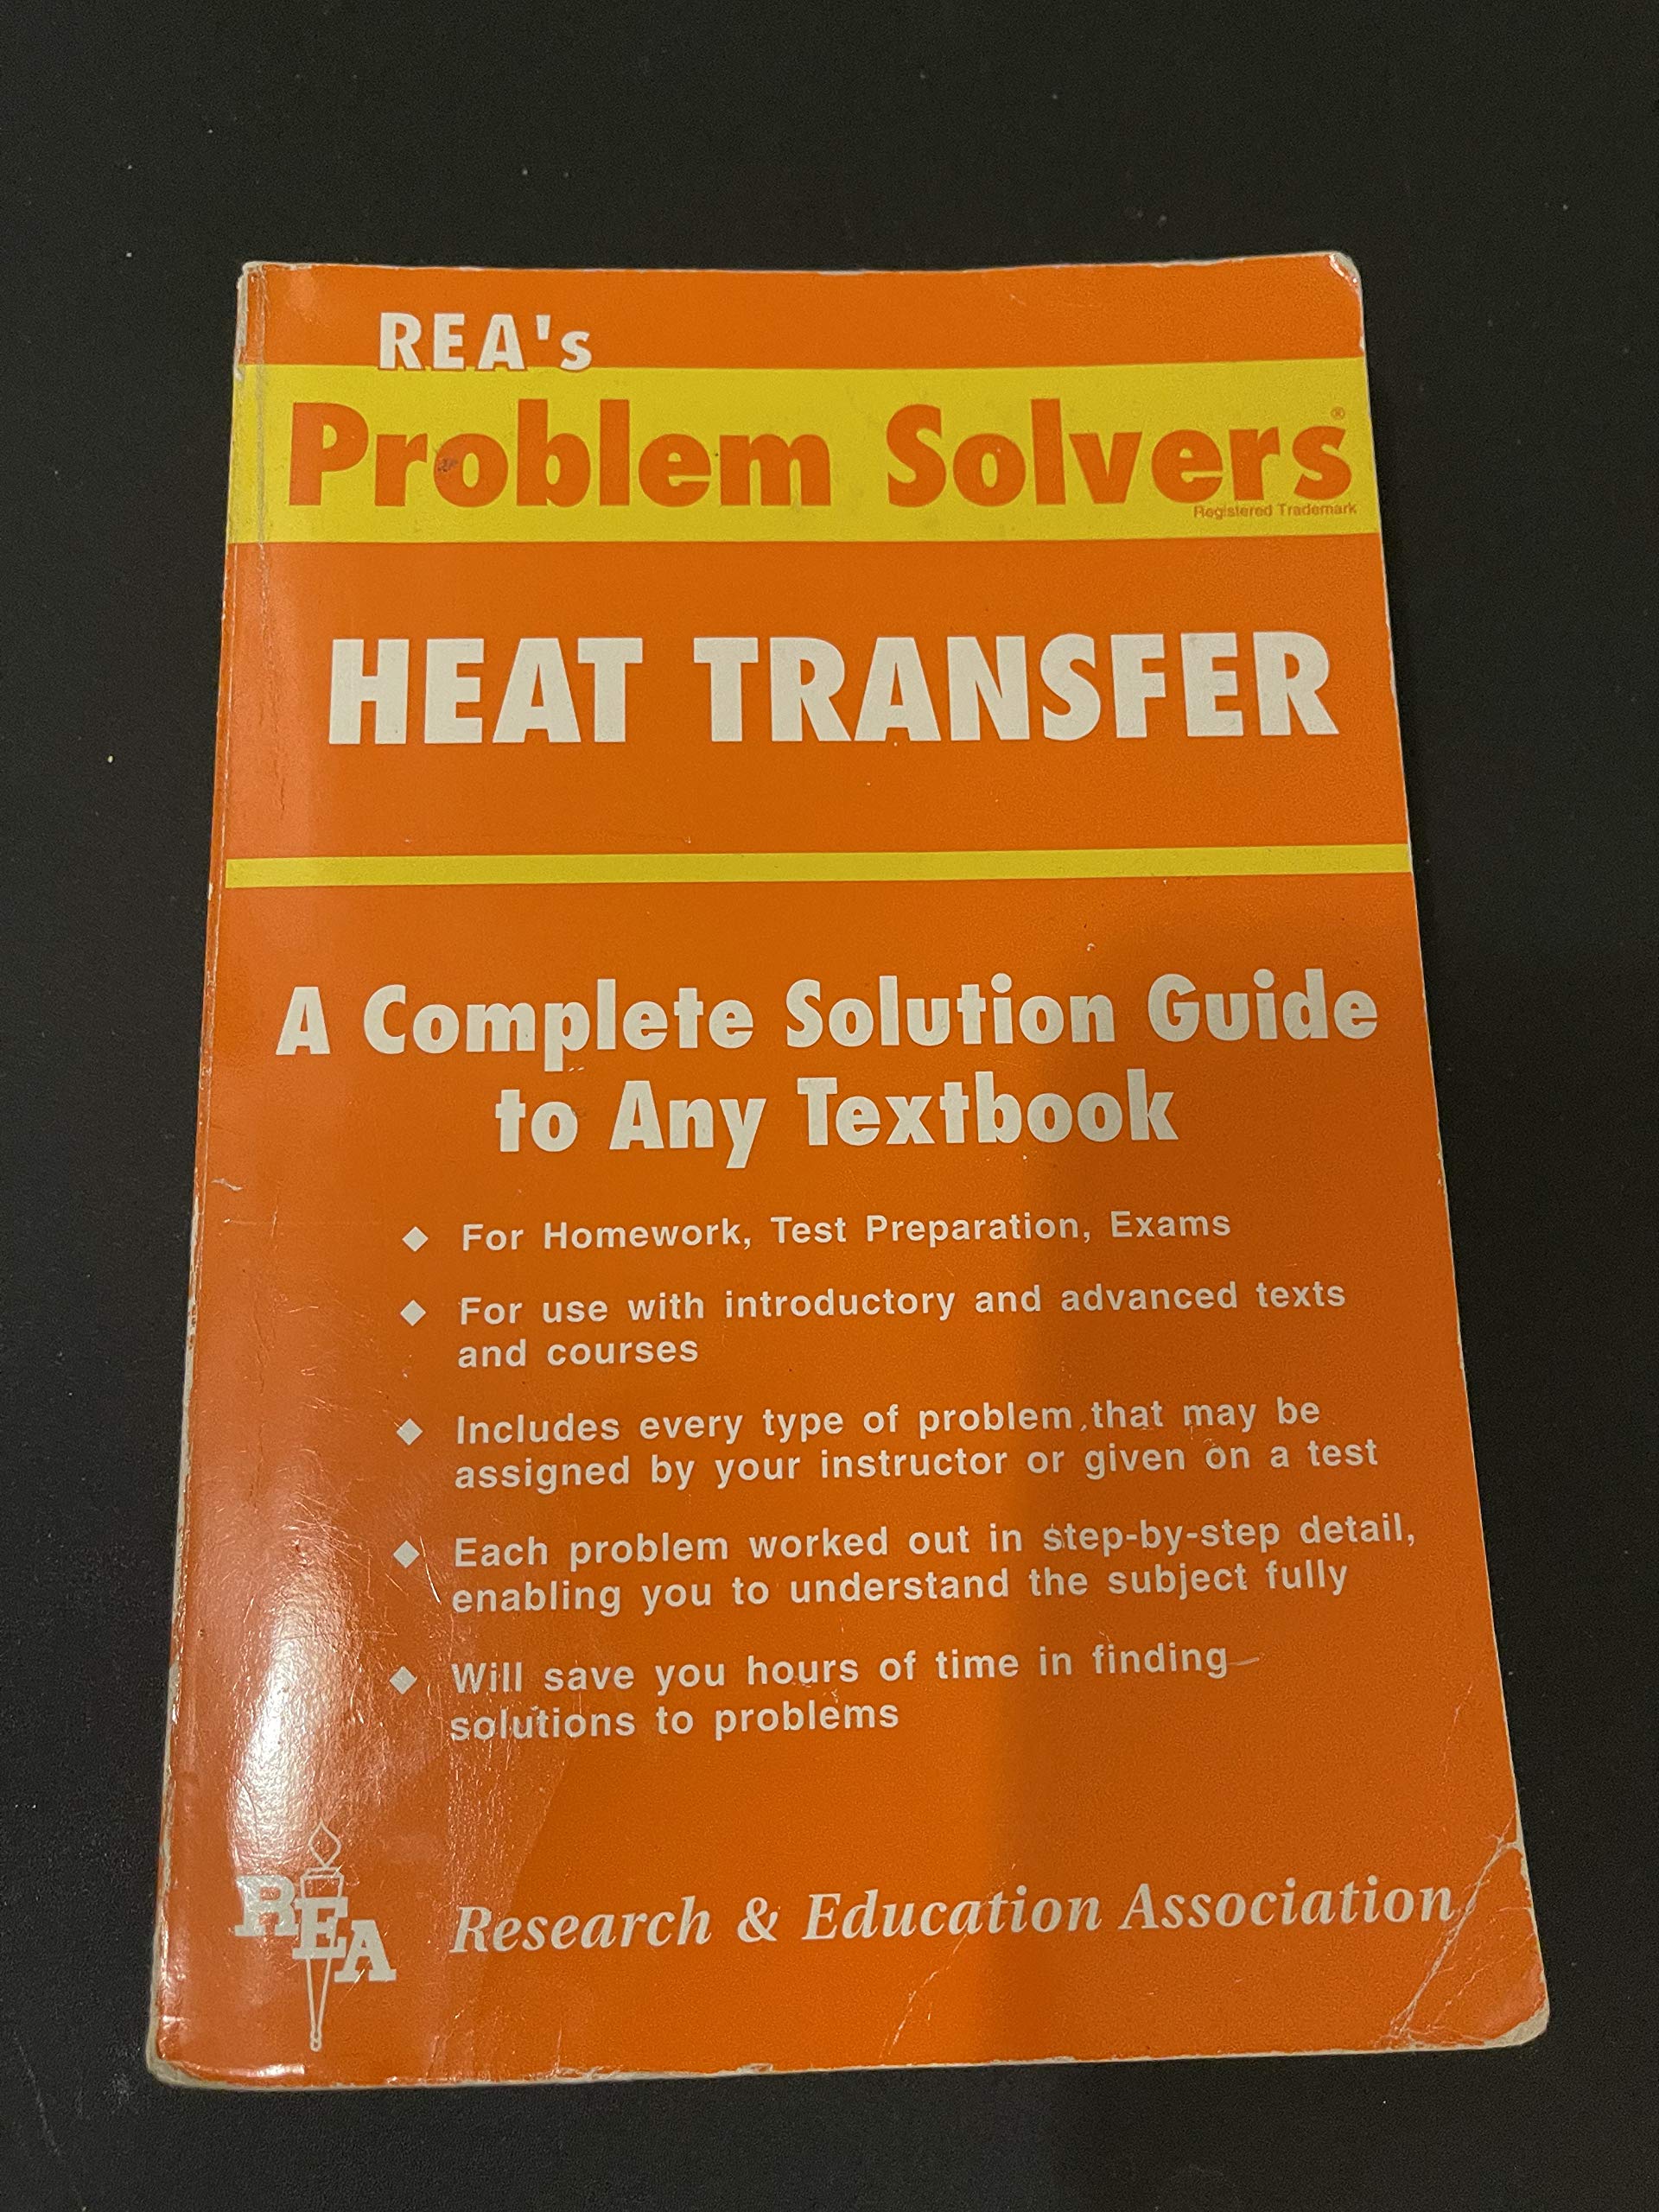 REA's
Problem Solvers®
Registered Trademark
HEAT TRANSFER
A Complete Solution Guide
to Any Textbook
◆ For Homework, Test Preparation, Exams
◆ For use with introductory and advanced texts
and courses
◆ Includes every type of problem that may be
assigned by your instructor or given on a test
◆ Each problem worked out in step-by-step detail,
enabling you to understand the subject fully
◆ Will save you hours of time in finding
solutions to problems
REA
Research & Education Association